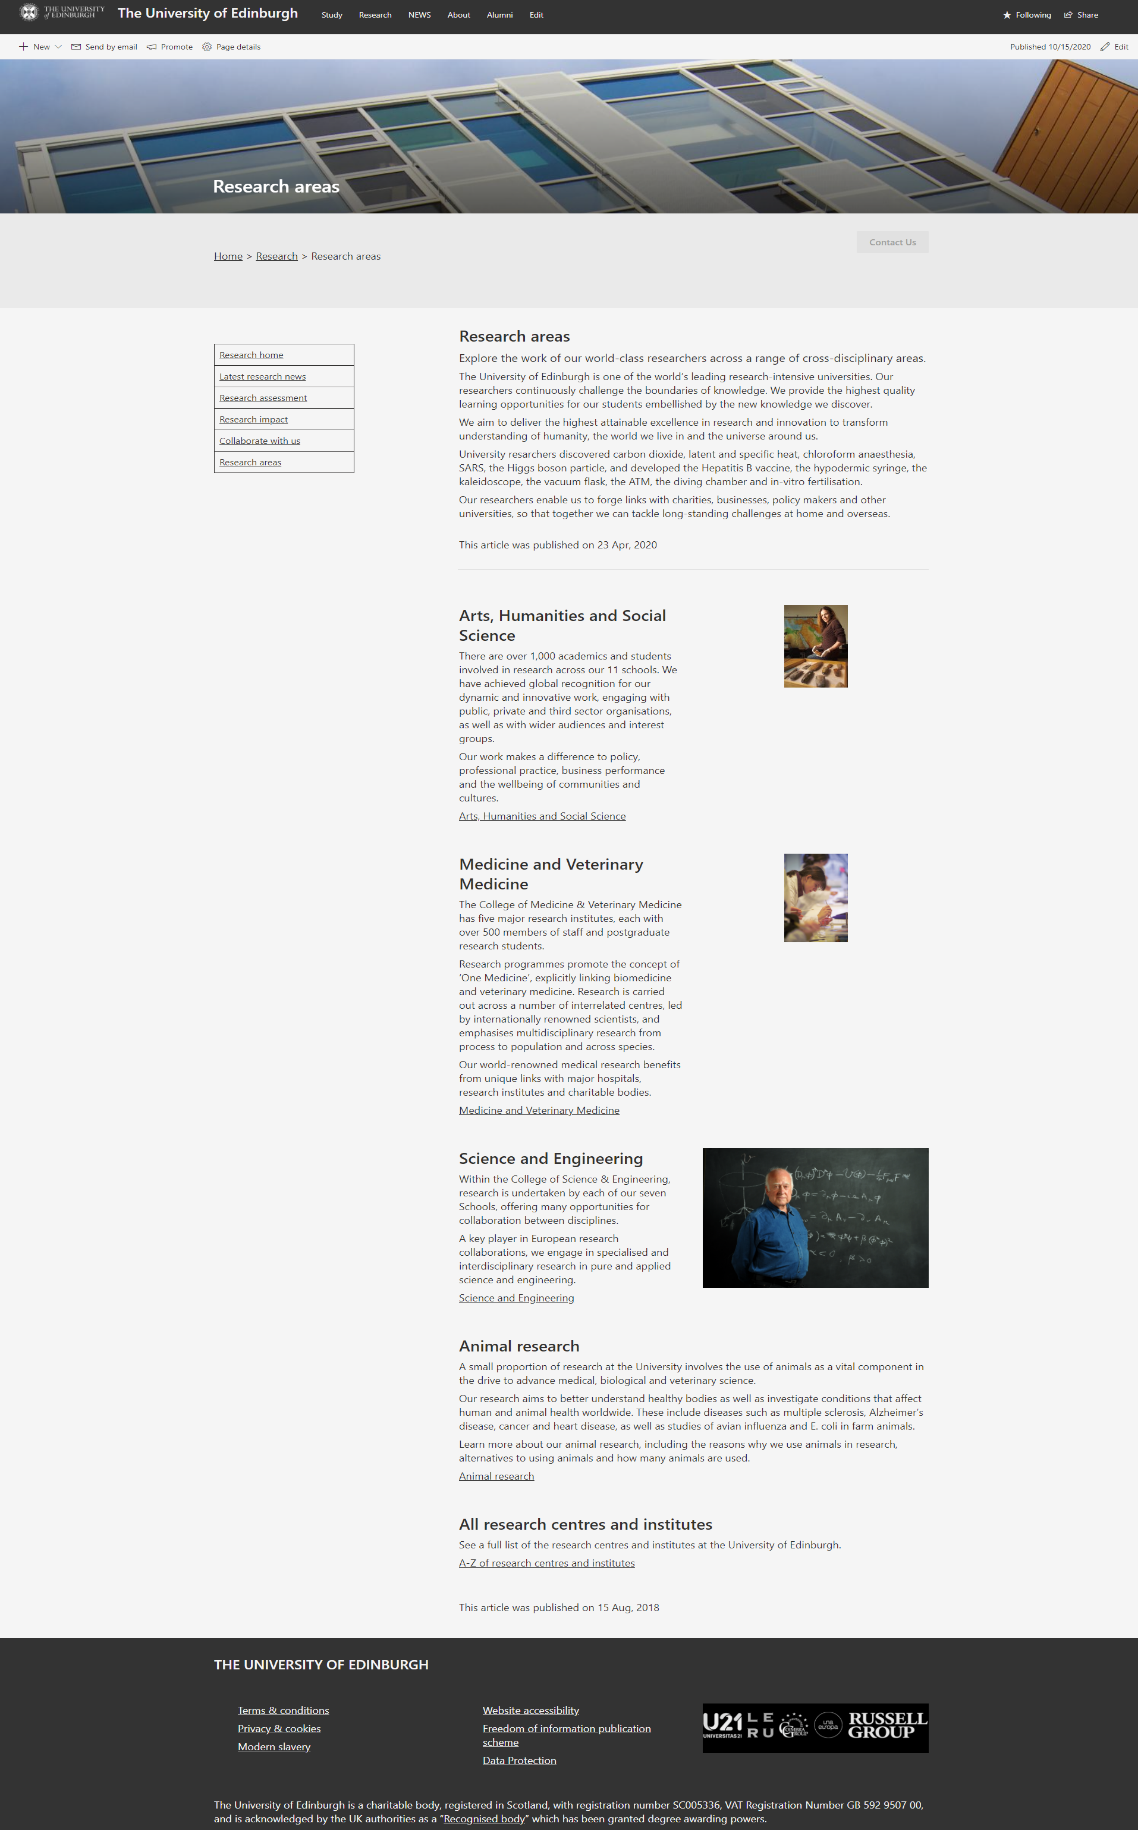 THE UNIVERSITY
of EDINBURGH
The University of Edinburgh
Study
Research
NEWS
About
Alumni
Edit
Following
Share
New
Send by email
Promote
Page details
Published 10/15/2020
Edit
Research areas
Contact Us
Home > Research > Research areas
Research home
Latest research news
Research assessment
Research impact
Collaborate with us
Research areas
Research areas
Explore the work of our world-class researchers across a range of cross-disciplinary areas.
The University of Edinburgh is one of the world's leading research-intensive universities. Our
researchers continuously challenge the boundaries of knowledge. We provide the highest quality
learning opportunities for our students embellished by the new knowledge we discover.
We aim to deliver the highest attainable excellence in research and innovation to transform
understanding of humanity, the world we live in and the universe around us.
University resarchers discovered carbon dioxide, latent and specific heat, chloroform anaesthesia,
SARS, the Higgs boson particle, and developed the Hepatitis B vaccine, the hypodermic syringe, the
kaleidoscope, the vacuum flask, the ATM, the diving chamber and in-vitro fertilisation.
Our researchers enable us to forge links with charities, businesses, policy makers and other
universities, so that together we can tackle long-standing challenges at home and overseas.
This article was published on 23 Apr, 2020
Arts, Humanities and Social
Science
There are over 1,000 academics and students
involved in research across our 11 schools. We
have achieved global recognition for our
dynamic and innovative work, engaging with
public, private and third sector organisations,
as well as with wider audiences and interest
groups.
Our work makes a difference to policy,
professional practice, business performance
and the wellbeing of communities and
cultures.
Arts, Humanities and Social Science
Medicine and Veterinary
Medicine
The College of Medicine & Veterinary Medicine
has five major research institutes, each with
over 500 members of staff and postgraduate
research students.
Research programmes promote the concept of
'One Medicine', explicitly linking biomedicine
and veterinary medicine. Research is carried
out across a number of interrelated centres, led
by internationally renowned scientists, and
emphasises multidisciplinary research from
process to population and across species.
Our world-renowned medical research benefits
from unique links with major hospitals,
research institutes and charitable bodies.
Medicine and Veterinary Medicine
Science and Engineering
Within the College of Science & Engineering,
research is undertaken by each of our seven
Schools, offering many opportunities for
collaboration between disciplines.
A key player in European research
collaborations, we engage in specialised and
interdisciplinary research in pure and applied
science and engineering.
Science and Engineering
Animal research
A small proportion of research at the University involves the use of animals as a vital component in
the drive to advance medical, biological and veterinary science.
Our research aims to better understand healthy bodies as well as investigate conditions that affect
human and animal health worldwide. These include diseases such as multiple sclerosis, Alzheimer's
disease, cancer and heart disease, as well as studies of avian influenza and E. coli in farm animals.
Learn more about our animal research, including the reasons why we use animals in research,
alternatives to using animals and how many animals are used.
Animal research
All research centres and institutes
See a full list of the research centres and institutes at the University of Edinburgh.
A-Z of research centres and institutes
This article was published on 15 Aug, 2018
THE UNIVERSITY OF EDINBURGH
Terms & conditions
Privacy & cookies
Modern slavery
Website accessibility
Freedom of information publication
scheme
Data Protection
U21
UNIVERSITAS 21
LE
RU
COIMBRA
GROUP
una
europa
RUSSELL
GROUP
The University of Edinburgh is a charitable body, registered in Scotland, with registration number SC005336, VAT Registration Number GB 592 9507 00,
and is acknowledged by the UK authorities as a "Recognised body" which has been granted degree awarding powers.